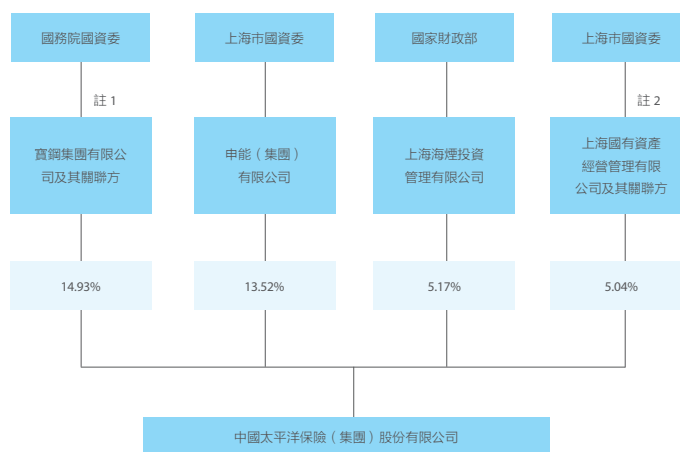 國務院國資委
上海市國資委
國家財政部
上海市國資委
註 1
註 2
寶鋼集團有限公
司及其關聯方
申能（集團）
有限公司
上海海煙投資
管理有限公司
上海國有資產
經營管理有限
公司及其關聯方
14.93%
13.52%
5.17%
5.04%
中國太平洋保險（集團）股份有限公司